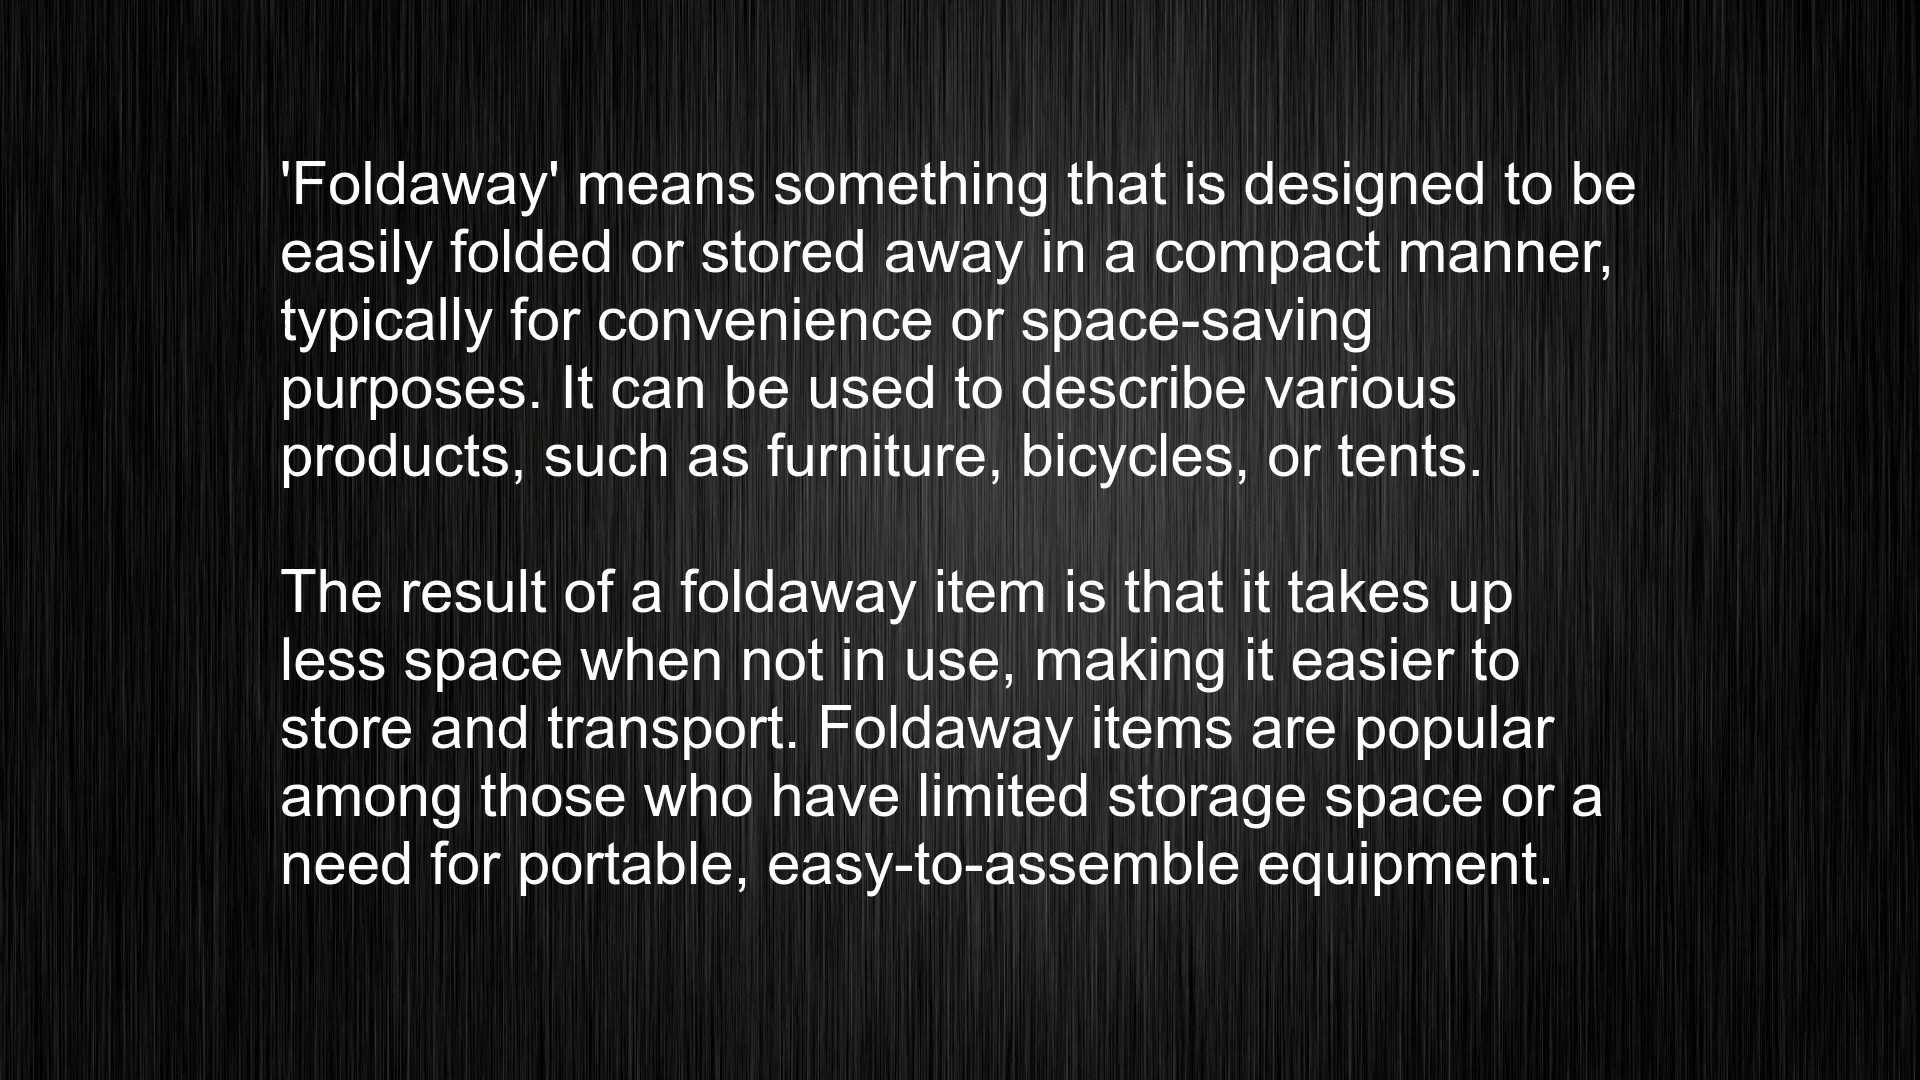 'Foldaway' means something that is designed to be
easily folded or stored away in a compact manner,
typically for convenience or space-saving
purposes. It can be used to describe various
products, such as furniture, bicycles, or tents.
The result of a foldaway item is that it takes up
less space when not in use, making it easier to
store and transport. Foldaway items are popular
among those who have limited storage space or a
need for portable, easy-to-assemble equipment.